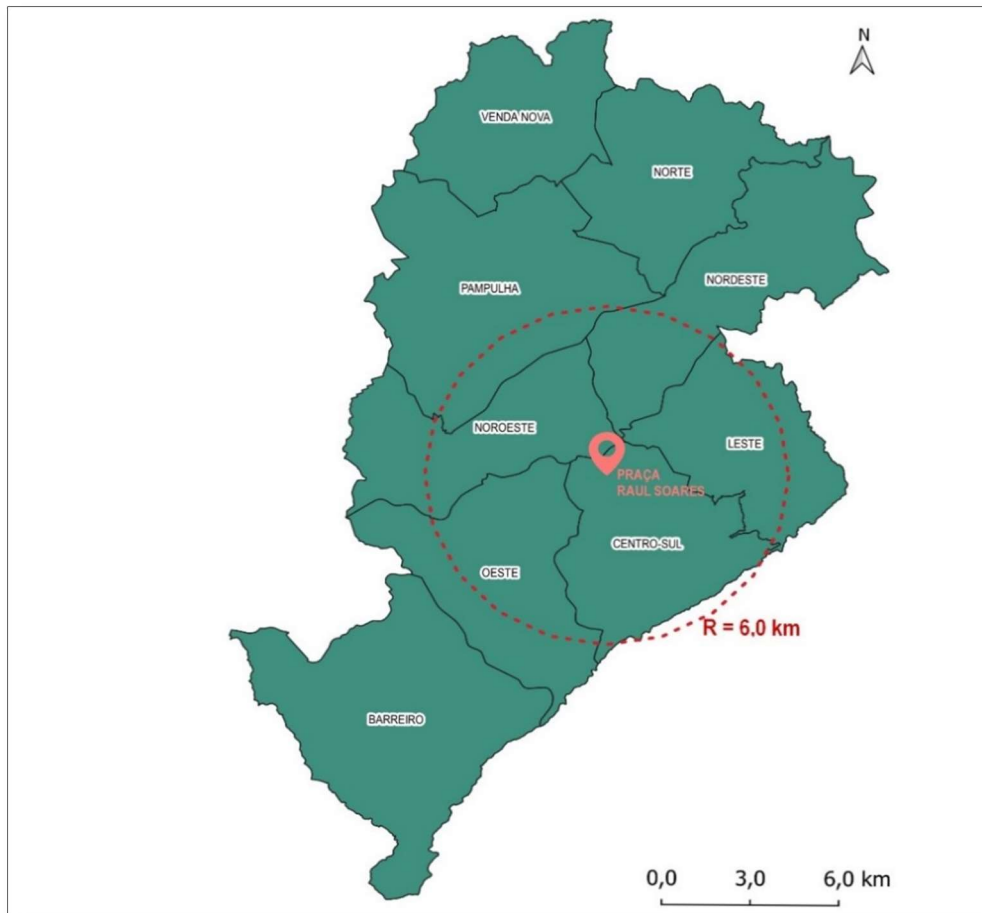 N
VENDA NOVA
NORTE
NORDESTE
PAMPULHA
NOROESTE
LESTE
PRAÇA
RAUL SOARES
CENTRO-SUL
OESTE
R = 6.0 km
BARREIRO
0,0 3,0 6,0 km